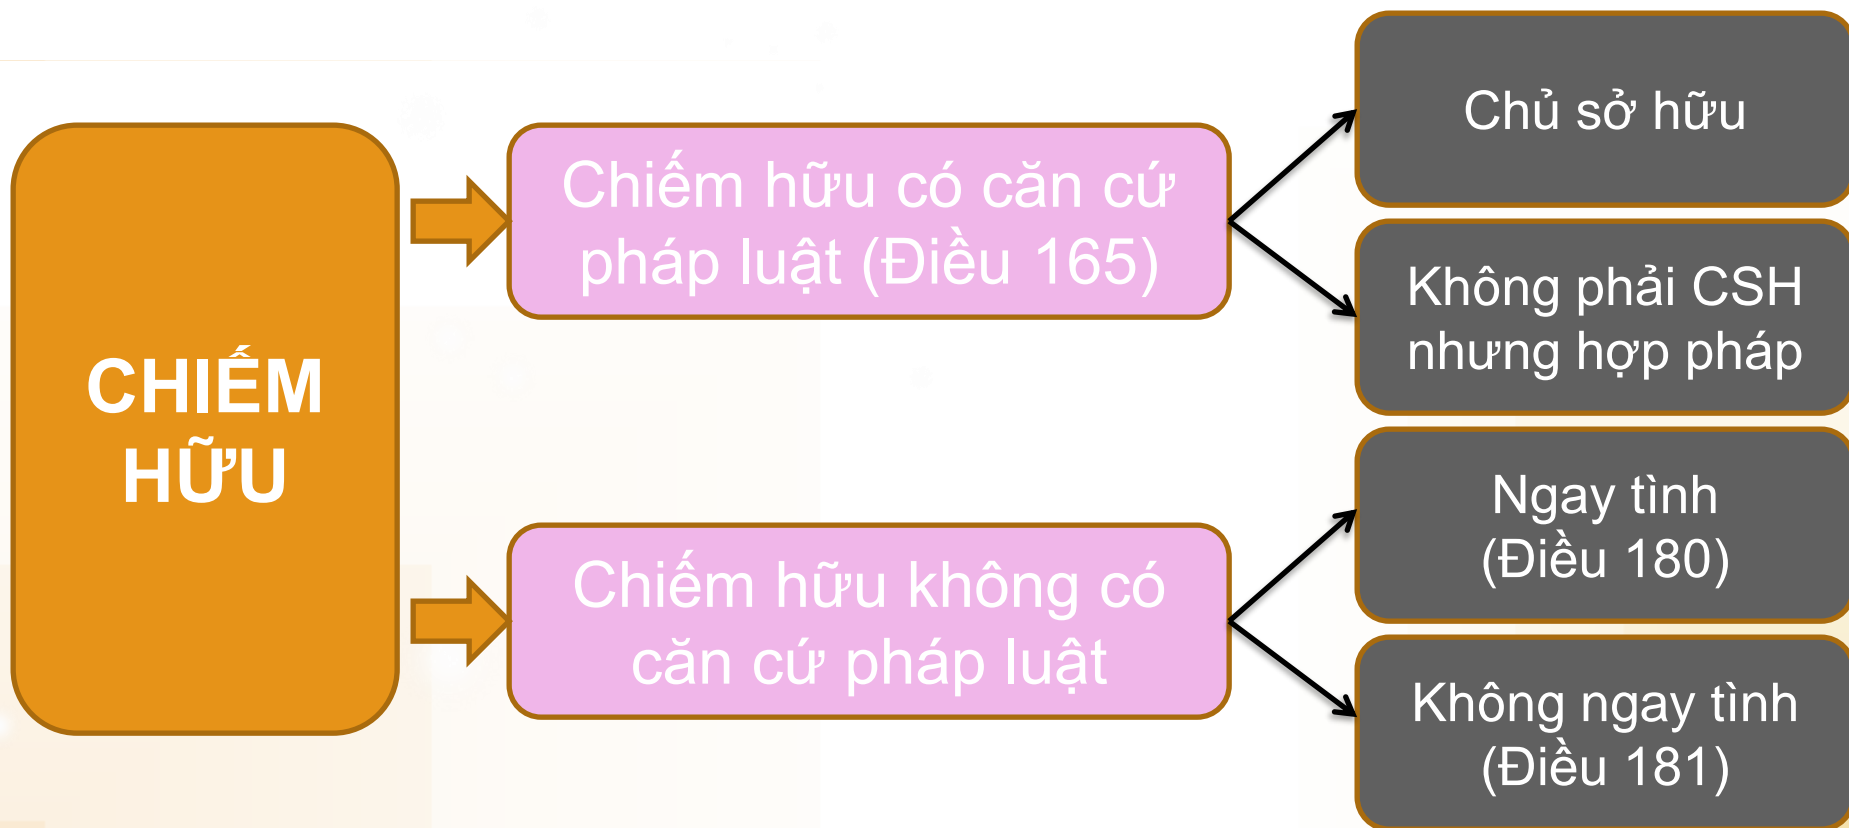 CHIẾM
HỮU
Chiếm hữu có căn cứ
pháp luật (Điều 165)
Chủ sở hữu
Không phải CSH
nhưng hợp pháp
Chiếm hữu không có
căn cứ pháp luật
Ngay tình
(Điều 180)
Không ngay tình
(Điều 181)